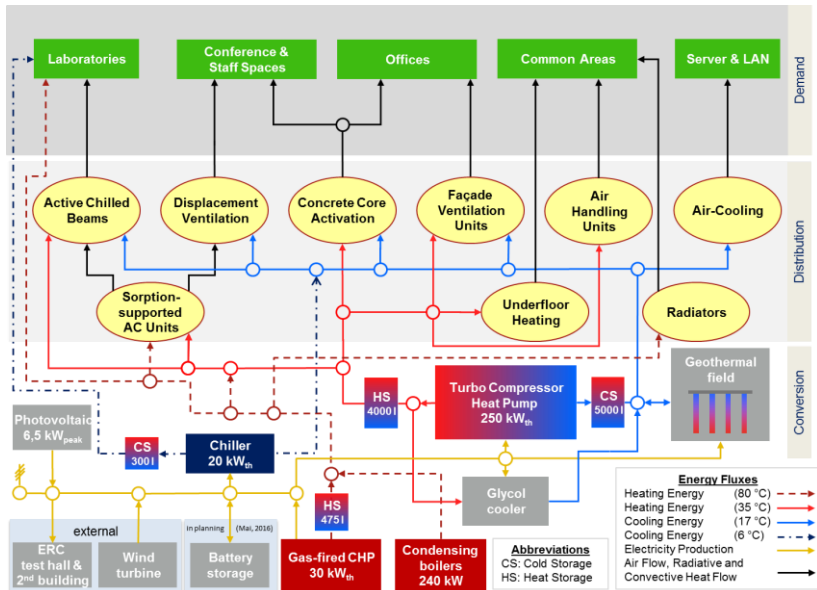 Laboratories
Conference &
Staff Spaces
Offices
Common Areas
Server & LAN
Demand
Active Chilled
Beams
Displacement
Ventilation
Concrete Core
Activation
Façade
Ventilation
Units
Air
Handling
Units
Air-Cooling
Distribution
Sorption-
supported
AC Units
Underfloor
Heating
Radiators
Conversion
HS
4000 l
Turbo Compressor
Heat Pump
250 kWth
CS
5000 l
Geothermal
field
Photovoltaic
6,5 kWpeak
CS
300 l
Chiller
20 kWth
Glycol
cooler
HS
475 l
external
in planning
(Mai, 2016)
ERC
test hall &
2nd building
Wind
turbine
Battery
storage
Gas-fired CHP
30 kWth
Condensing
boilers
240 kW
Abbreviations
CS: Cold Storage
HS: Heat Storage
Energy Fluxes
Heating Energy (80 °C)
Heating Energy (35 °C)
Cooling Energy (17 °C)
Cooling Energy (6 °C)
Electricity Production
Air Flow, Radiative and
Convective Heat Flow